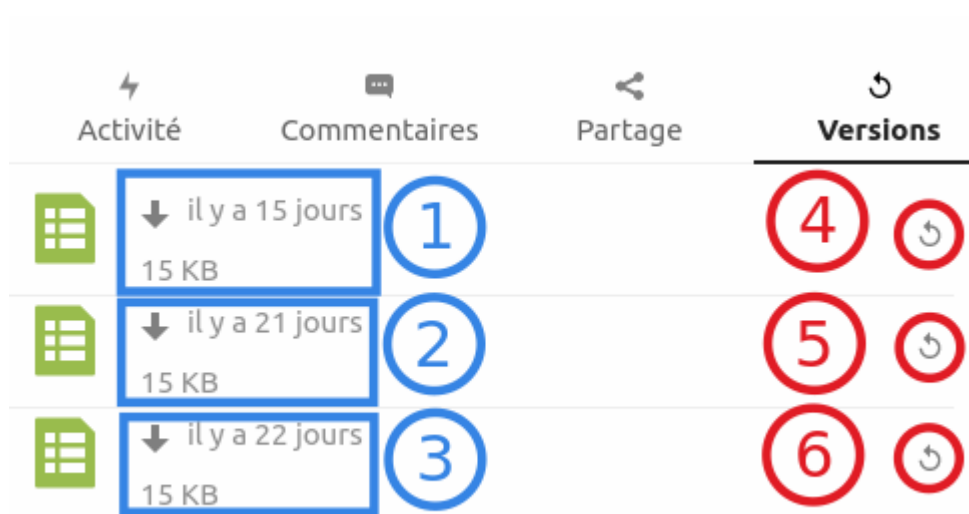 Activité Commentaires Partage Versions
il y a 15 jours 1 4
15 KB
il y a 21 jours 2 5
15 KB
il y a 22 jours 3 6
15 KB